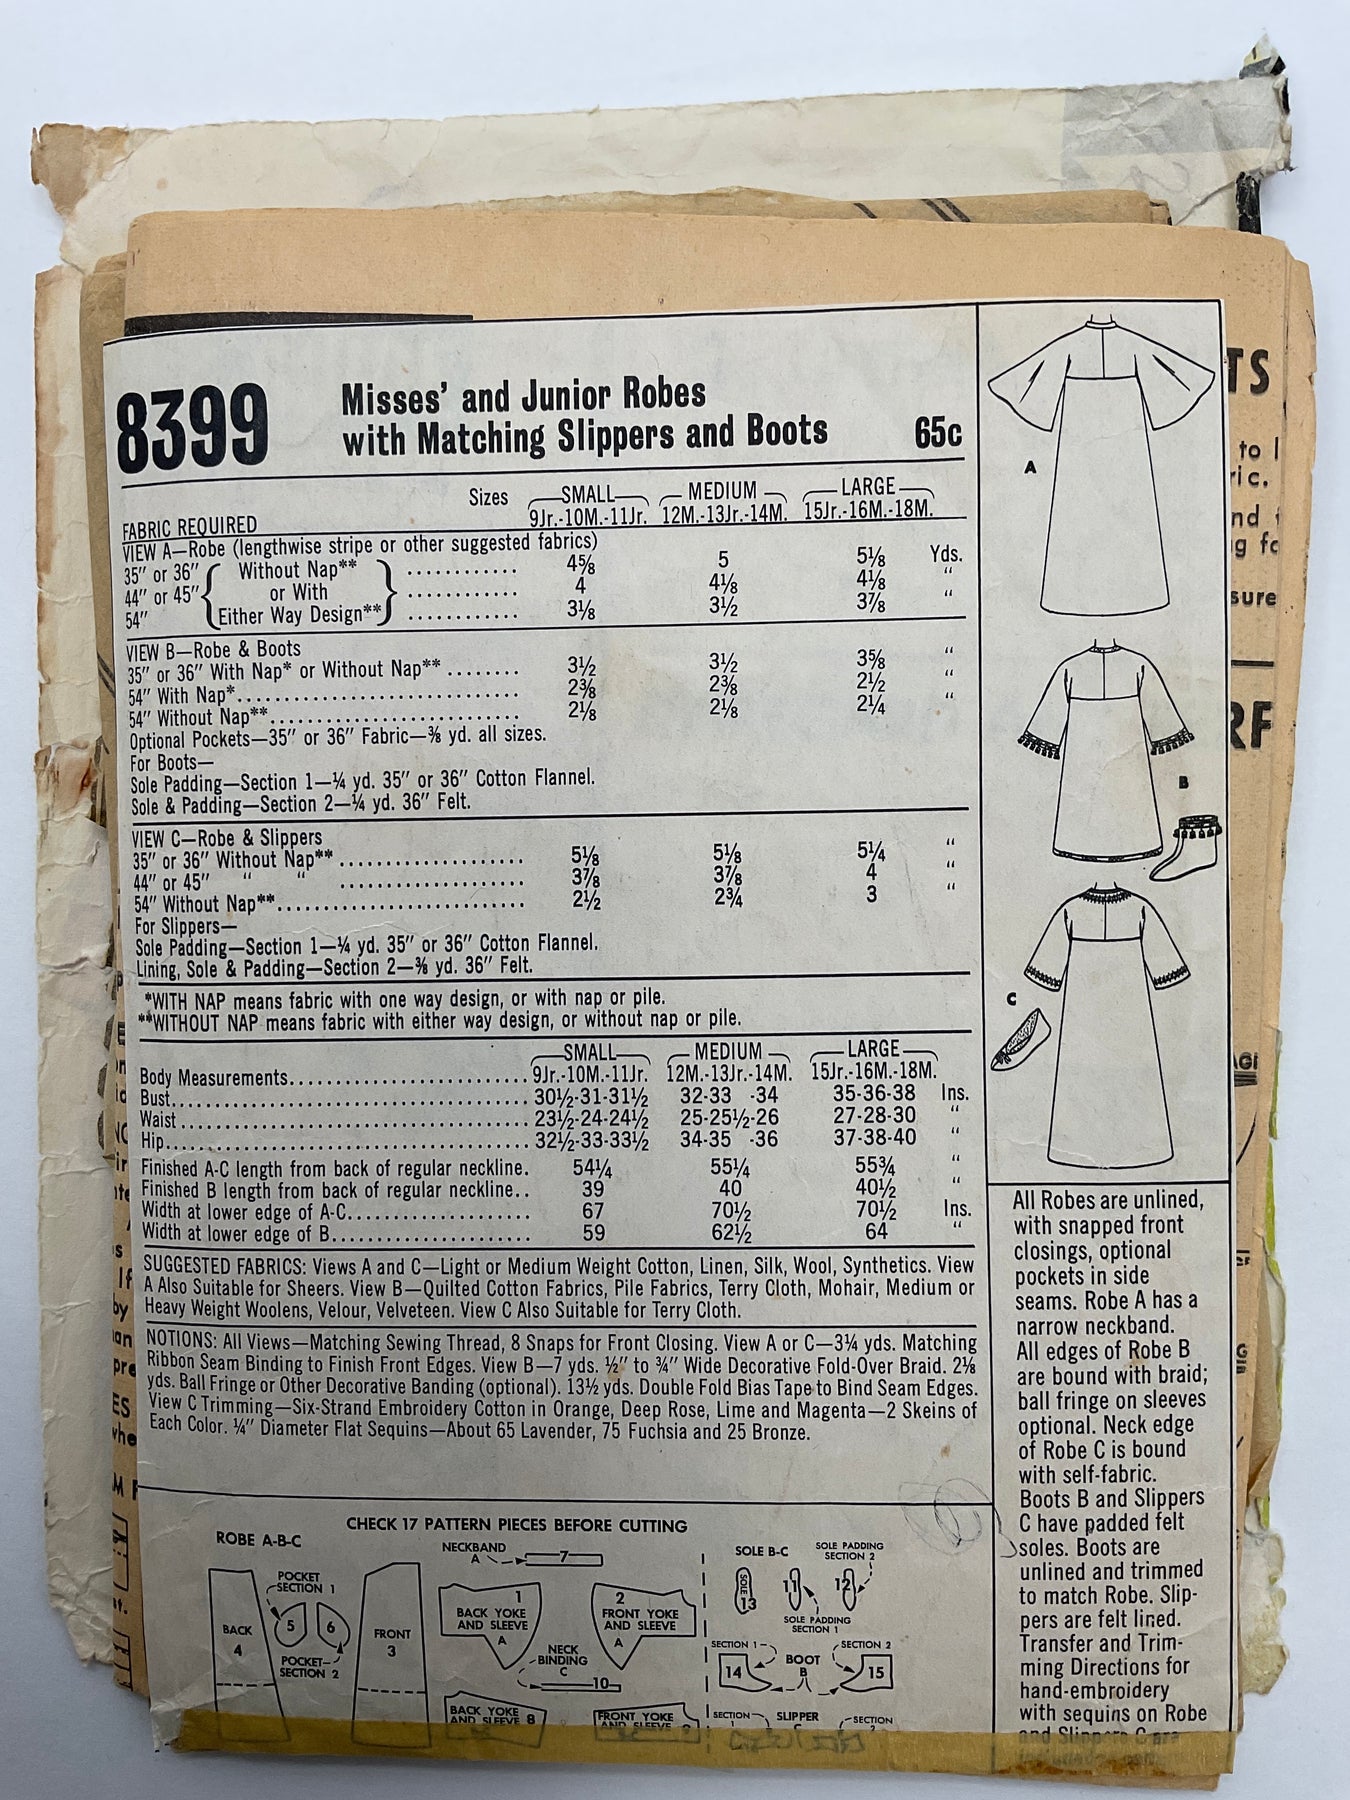 8399
Misses' and Junior Robes
with Matching Slippers and Boots 65c
Sizes SMALL MEDIUM LARGE
FABRIC REQUIRED 9Jr.-10M.-11Jr. 12M.-13Jr.-14M. 15Jr.-16M.-18M.
VIEW A—Robe (lengthwise stripe or other suggested fabrics)
35" or 36" Without Nap** ............ 4⅝ 5 5⅛ Yds.
44" or 45" or With ............ 4 4⅛ 4⅛ "
54" Either Way Design** ............ 3⅛ 3½ 3⅞ "
VIEW B—Robe & Boots
35" or 36" With Nap* or Without Nap** ........ 3½ 3½ 3⅝ "
54" With Nap*............................... 2⅜ 2⅜ 2½ "
54" Without Nap**........................... 2⅛ 2⅛ 2¼ "
Optional Pockets—35" or 36" Fabric—⅜ yd. all sizes.
For Boots—
Sole Padding—Section 1—¼ yd. 35" or 36" Cotton Flannel.
Sole & Padding—Section 2—¼ yd. 36" Felt.
VIEW C—Robe & Slippers
35" or 36" Without Nap** .................... 5⅛ 5⅛ 5¼ "
44" or 45" " " .................... 3⅞ 3⅞ 4 "
54" Without Nap**........................... 2½ 2¾ 3 "
For Slippers—
Sole Padding—Section 1—¼ yd. 35" or 36" Cotton Flannel.
Lining, Sole & Padding—Section 2—⅜ yd. 36" Felt.
*WITH NAP means fabric with one way design, or with nap or pile.
**WITHOUT NAP means fabric with either way design, or without nap or pile.
SMALL MEDIUM LARGE
Body Measurements.......................... 9Jr.-10M.-11Jr. 12M.-13Jr.-14M. 15Jr.-16M.-18M.
Bust....................................... 30½-31-31½ 32-33 -34 35-36-38 Ins.
Waist ..................................... 23½-24-24½ 25-25½-26 27-28-30 "
Hip........................................ 32½-33-33½ 34-35 -36 37-38-40 "
Finished A-C length from back of regular neckline. 54¼ 55¼ 55¾ "
Finished B length from back of regular neckline.. 39 40 40½ "
Width at lower edge of A-C.................... 67 70½ 70½ Ins.
Width at lower edge of B...................... 59 62½ 64 "
SUGGESTED FABRICS: Views A and C—Light or Medium Weight Cotton, Linen, Silk, Wool, Synthetics. View
A Also Suitable for Sheers. View B—Quilted Cotton Fabrics, Pile Fabrics, Terry Cloth, Mohair, Medium or
Heavy Weight Woolens, Velour, Velveteen. View C Also Suitable for Terry Cloth.
NOTIONS: All Views—Matching Sewing Thread, 8 Snaps for Front Closing. View A or C—3¼ yds. Matching
Ribbon Seam Binding to Finish Front Edges. View B—7 yds. ½" to ¾" Wide Decorative Fold-Over Braid. 2⅛
yds. Ball Fringe or Other Decorative Banding (optional). 13½ yds. Double Fold Bias Tape to Bind Seam Edges.
View C Trimming—Six-Strand Embroidery Cotton in Orange, Deep Rose, Lime and Magenta—2 Skeins of
Each Color. ¼" Diameter Flat Sequins—About 65 Lavender, 75 Fuchsia and 25 Bronze.
CHECK 17 PATTERN PIECES BEFORE CUTTING
ROBE A-B-C
POCKET
SECTION 1
BACK
4
5
6
POCKET
SECTION 2
FRONT
3
NECKBAND
A
7
1
BACK YOKE
AND SLEEVE
A
2
FRONT YOKE
AND SLEEVE
A
NECK
BINDING
C
10
BACK YOKE
AND SLEEVE 8
FRONT YOKE
AND SLEEVE
SOLE B-C
SOLE PADDING
SECTION 2
SOLE
13
11
12
SOLE PADDING
SECTION 1
SECTION 1
BOOT
B
SECTION 2
14
15
SECTION
1
SLIPPER
C
SECTION
2
A
B
C
All Robes are unlined,
with snapped front
closings, optional
pockets in side
seams. Robe A has a
narrow neckband.
All edges of Robe B
are bound with braid;
ball fringe on sleeves
optional. Neck edge
of Robe C is bound
with self-fabric.
Boots B and Slippers
C have padded felt
soles. Boots are
unlined and trimmed
to match Robe. Slip-
pers are felt lined.
Transfer and Trim-
ming Directions for
hand-embroidery
with sequins on Robe
and Slippers C are